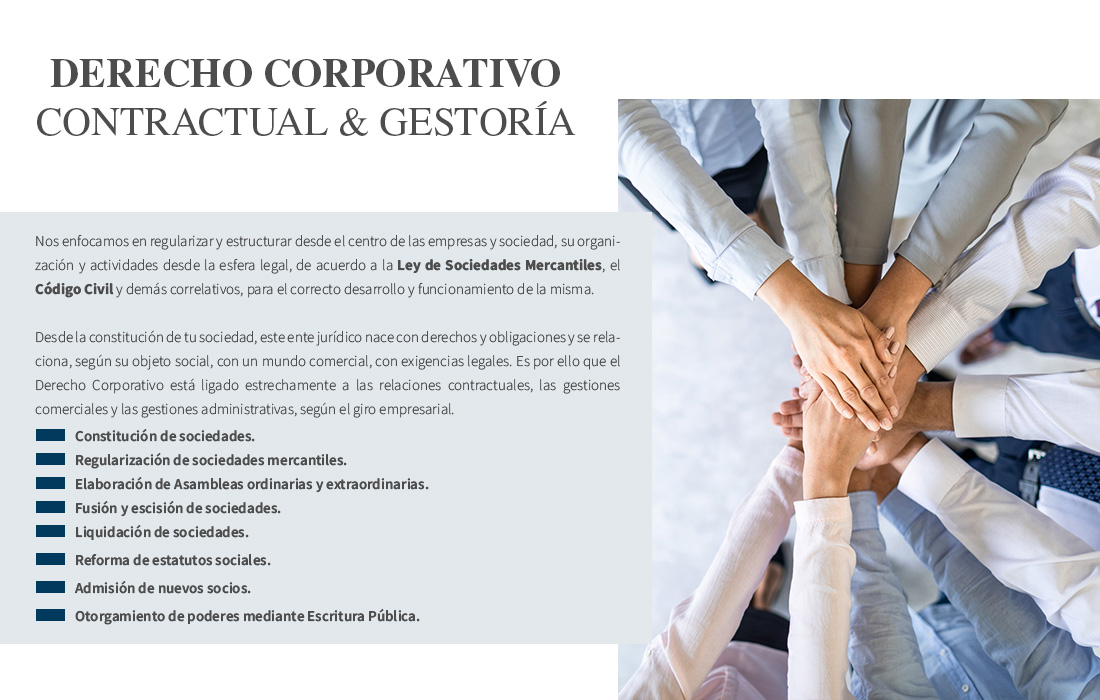 DERECHO CORPORATIVO
CONTRACTUAL & GESTORÍA
Nos enfocamos en regularizar y estructurar desde el centro de las empresas y sociedad, su organi-
zación y actividades desde la esfera legal, de acuerdo a la Ley de Sociedades Mercantiles, el
Código Civil y demás correlativos, para el correcto desarrollo y funcionamiento de la misma.
Desde la constitución de tu sociedad, este ente jurídico nace con derechos y obligaciones y se rela-
ciona, según su objeto social, con un mundo comercial, con exigencias legales. Es por ello que el
Derecho Corporativo está ligado estrechamente a las relaciones contractuales, las gestiones
comerciales y las gestiones administrativas, según el giro empresarial.
Constitución de sociedades.
Regularización de sociedades mercantiles.
Elaboración de Asambleas ordinarias y extraordinarias.
Fusión y escisión de sociedades.
Liquidación de sociedades.
Reforma de estatutos sociales.
Admisión de nuevos socios.
Otorgamiento de poderes mediante Escritura Pública.